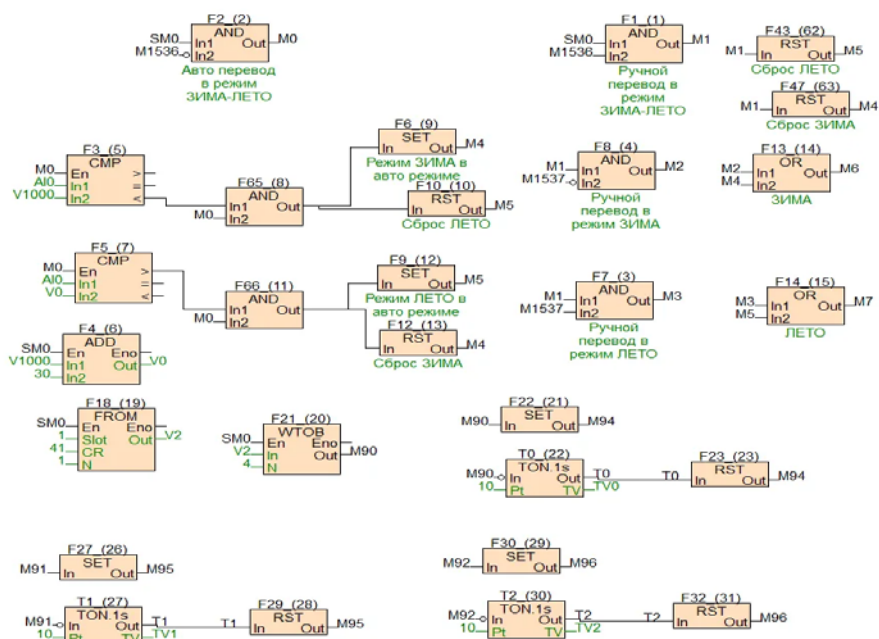 F2_(2)
AND
SM0 In1 Out M0
M1536 In2
Авто перевод
в режим
ЗИМА-ЛЕТО
F1_(1)
AND
SM0 In1 Out M1
M1536 In2
Ручной
перевод в
режим
ЗИМА-ЛЕТО
F43_(62)
RST
M1 In Out M5
Сброс ЛЕТО
F47_(63)
RST
M1 In Out M4
Сброс ЗИМА
F3_(5)
CMP
M0 En >
AI0 In1 =
V1000 In2 <
F65_(8)
AND
In1 Out
M0 In2
F6_(9)
SET
In Out M4
Режим ЗИМА в
авто режиме
F10_(10)
RST
In Out M5
Сброс ЛЕТО
F8_(4)
AND
M1 In1 Out M2
M1537 In2
Ручной
перевод в
режим ЗИМА
F13_(14)
OR
M2 In1 Out M6
M4 In2
ЗИМА
F5_(7)
CMP
M0 En >
AI0 In1 =
V0 In2 <
F66_(11)
AND
In1 Out
M0 In2
F9_(12)
SET
In Out M5
Режим ЛЕТО в
авто режиме
F12_(13)
RST
In Out M4
Сброс ЗИМА
F7_(3)
AND
M1 In1 Out M3
M1537 In2
Ручной
перевод в
режим ЛЕТО
F14_(15)
OR
M3 In1 Out M7
M5 In2
ЛЕТО
F4_(6)
ADD
SM0 En Eno
V1000 In1 Out V0
30 In2
F18_(19)
FROM
SM0 En Eno
1 Slot Out V2
41 CR
1 N
F21_(20)
WTOB
SM0 En Eno
V2 In Out M90
4 N
F22_(21)
SET
M90 In Out M94
T0_(22)
TON.1s
M90 In Out T0
10 Pt TV TV0
F23_(23)
RST
T0 In Out M94
F27_(26)
SET
M91 In Out M95
T1_(27)
TON.1s
M91 In Out T1
10 Pt TV TV1
F29_(28)
RST
T1 In Out M95
F30_(29)
SET
M92 In Out M96
T2_(30)
TON.1s
M92 In Out T2
10 Pt TV TV2
F32_(31)
RST
T2 In Out M96